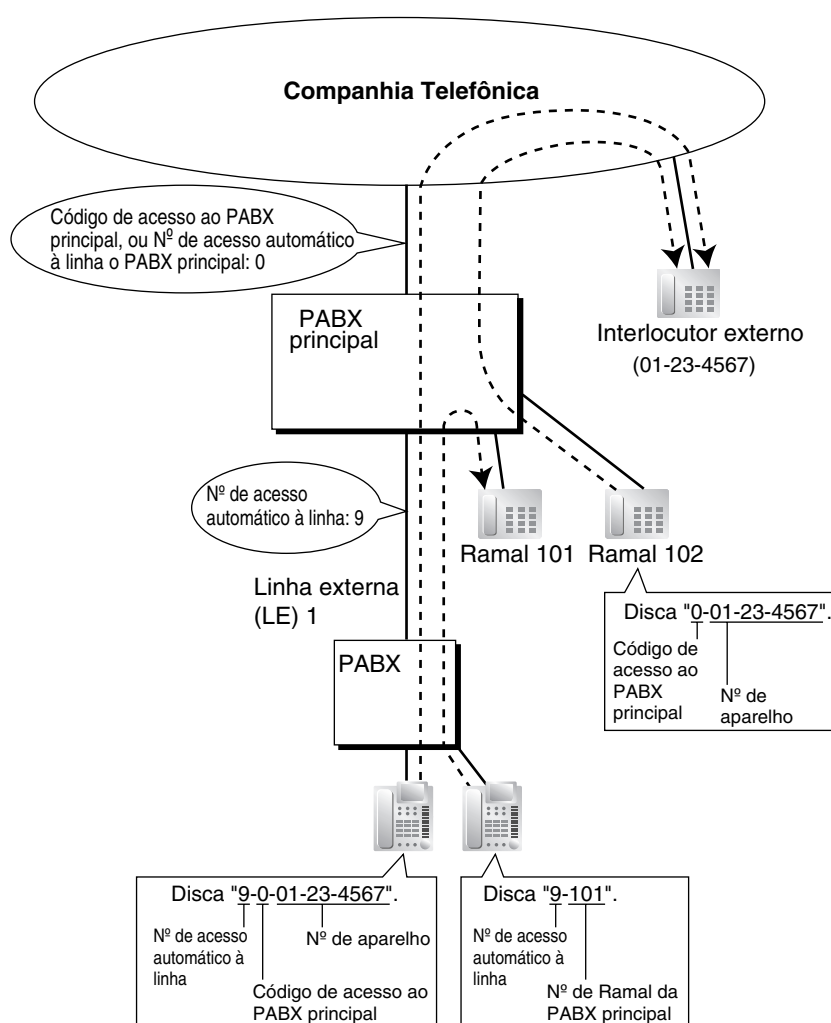 Companhia Telefônica
Código de acesso ao PABX
principal, ou Nº de acesso automático
à linha o PABX principal: 0
PABX
principal
Interlocutor externo
(01-23-4567)
Nº de acesso
automático à linha: 9
Ramal 101
Ramal 102
Linha externa
(LE) 1
Disca "0-01-23-4567".
Código de
acesso ao
PABX
principal
Nº de
aparelho
PABX
Disca "9-0-01-23-4567".
Nº de acesso
automático à
linha
Nº de aparelho
Código de acesso ao
PABX principal
Disca "9-101".
Nº de acesso
automático à
linha
Nº de Ramal da
PABX principal